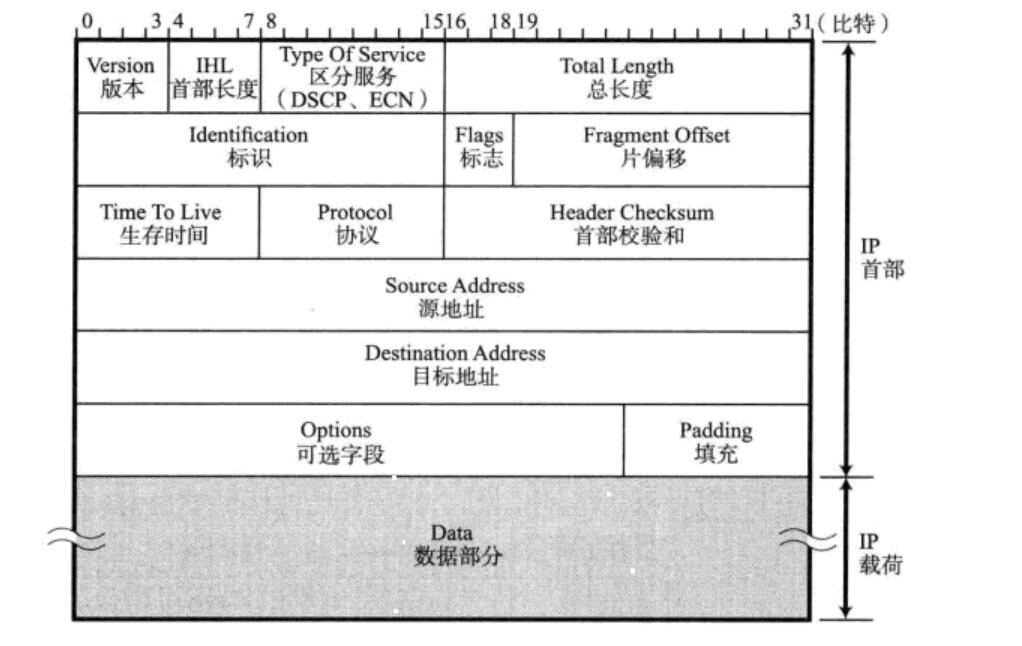 0 3 4 7 8 1516 18 19 31 (比特)
Version
版本
IHL
首部长度
Type Of Service
区分服务
(DSCP、ECN)
Total Length
总长度
Identification
标识
Flags
标志
Fragment Offset
片偏移
Time To Live
生存时间
Protocol
协议
Header Checksum
首部校验和
IP
首部
Source Address
源地址
Destination Address
目标地址
Options
可选字段
Padding
填充
Data
数据部分
IP
载荷